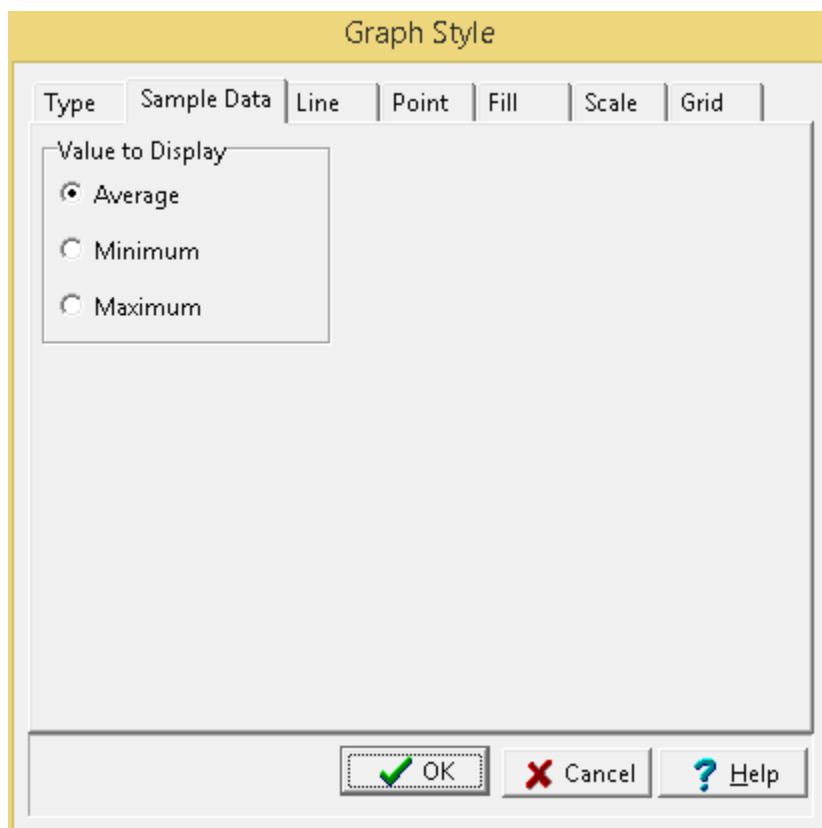 Graph Style
Type Sample Data Line Point Fill Scale Grid
Value to Display
Average
Minimum
Maximum
OK Cancel Help